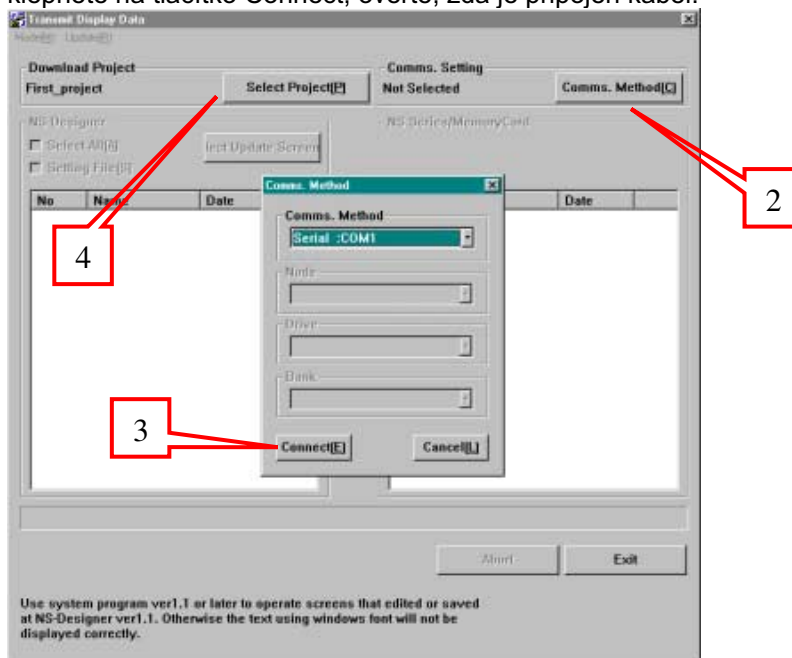 klepněte na tlačítko Connect, ověřte, zda je připojen kabel.
Transmit Display Data
Download Project
First_project
Select Project[P]
Comms. Setting
Not Selected
Comms. Method[C]
NS-Designer
Select All[A]
Setting File[S]
lect Update Screen
NS Series/MemoryCard
No
Name
Date
Date
2
4
3
Comms. Method
Comms. Method
Serial :COM1
Node
Drive
Bank
Connect[E]
Cancel[L]
Abort
Exit
Use system program ver1.1 or later to operate screens that edited or saved
at NS-Designer ver1.1. Otherwise the text using windows font will not be
displayed correctly.